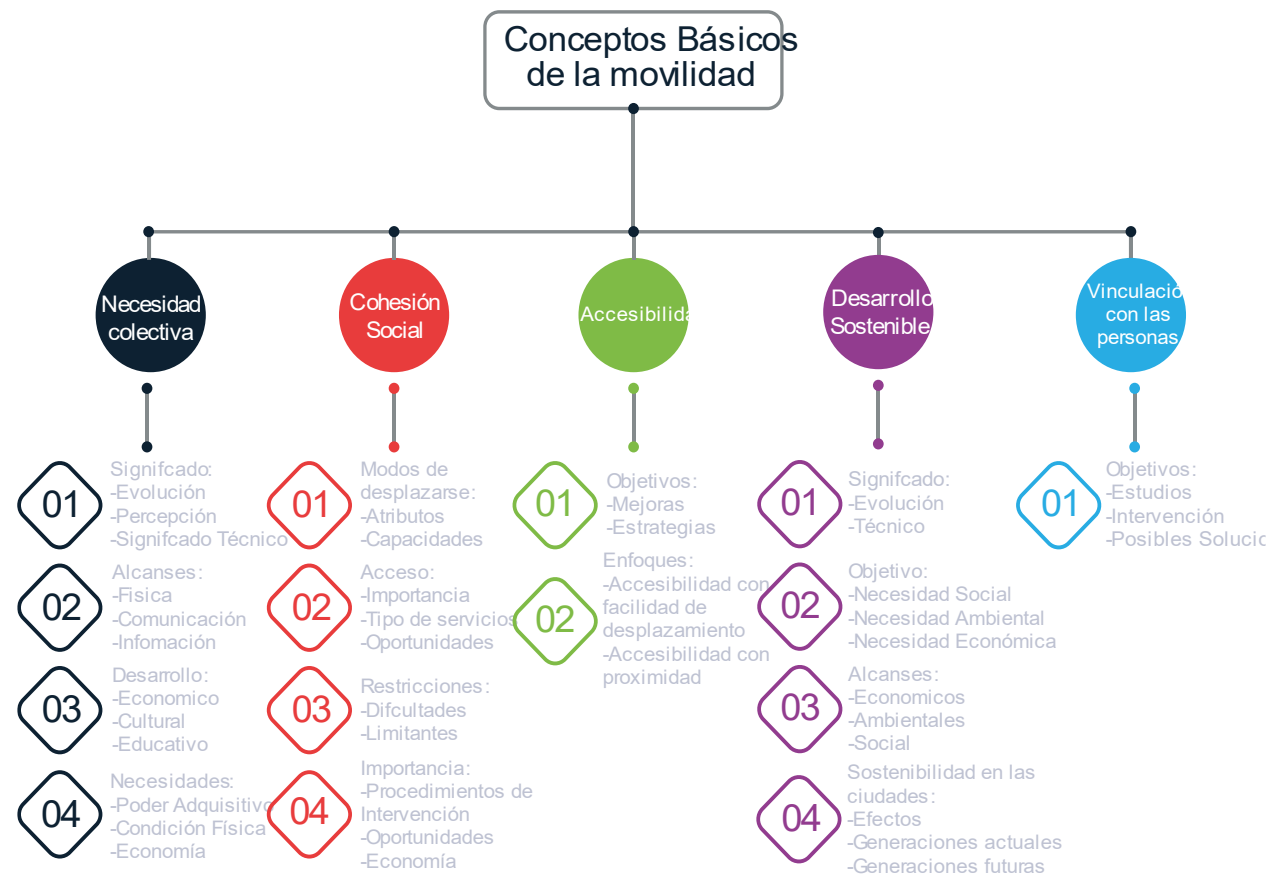 Conceptos Básicos
de la movilidad
Necesidad
colectiva
01
Signifcado:
-Evolución
-Percepción
-Signifcado Técnico
02
Alcanses:
-Fisica
-Comunicación
-Infomación
03
Desarrollo:
-Economico
-Cultural
-Educativo
04
Necesidades:
-Poder Adquisitivo
-Condición Física
-Economía
Cohesión
Social
01
Modos de
desplazarse:
-Atributos
-Capacidades
02
Acceso:
-Importancia
-Tipo de servicios
-Oportunidades
03
Restricciones:
-Difcultades
-Limitantes
04
Importancia:
-Procedimientos de
Intervención
-Oportunidades
-Economía
Accesibilida
01
Objetivos:
-Mejoras
-Estrategias
02
Enfoques:
-Accesibilidad con
facilidad de
desplazamiento
-Accesibilidad con
proximidad
Desarrollo
Sostenible
01
Signifcado:
-Evolución
-Técnico
02
Objetivo:
-Necesidad Social
-Necesidad Ambiental
-Necesidad Económica
03
Alcanses:
-Economicos
-Ambientales
-Social
04
Sostenibilidad en las
ciudades:
-Efectos
-Generaciones actuales
-Generaciones futuras
Vinculació
con las
personas
01
Objetivos:
-Estudios
-Intervención
-Posibles Soluci